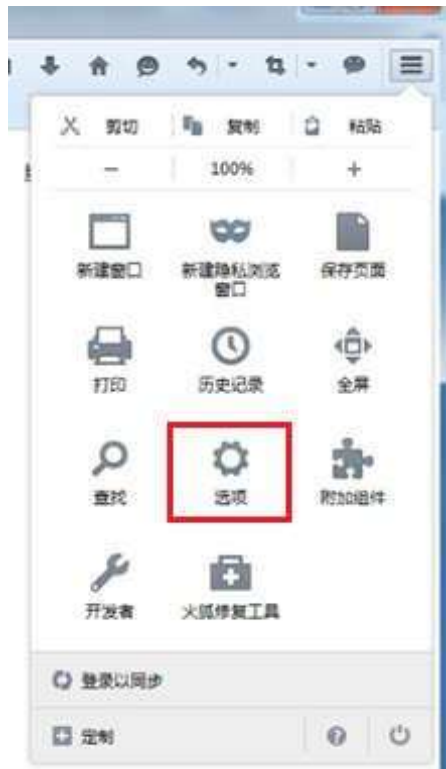 剪切 复制 粘贴
− 100% +
新建窗口 新建隐私浏览 保存页面
窗口
打印 历史记录 全屏
查找 选项 附加组件
开发者 火狐修复工具
登录以同步
定制